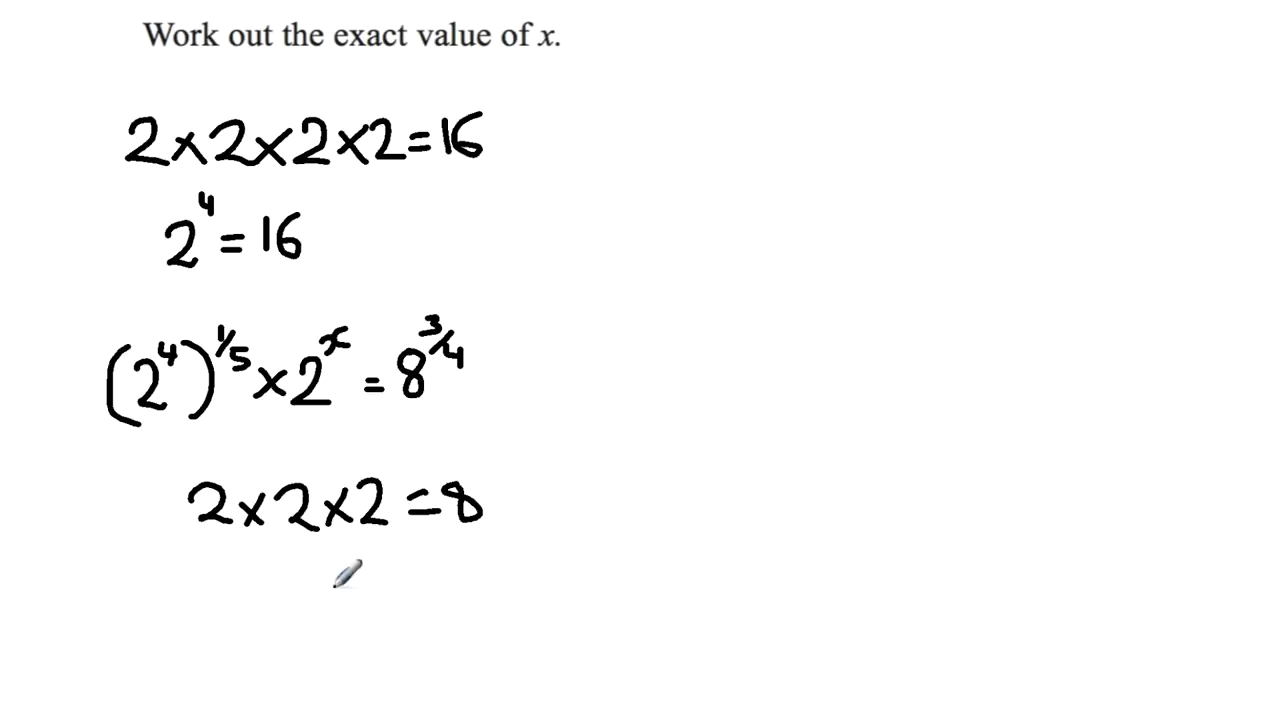 Work out the exact value of x.
2×2×2×2=16
2⁴=16
(2⁴)^1/5×2^x=8^3/4
2×2×2=8